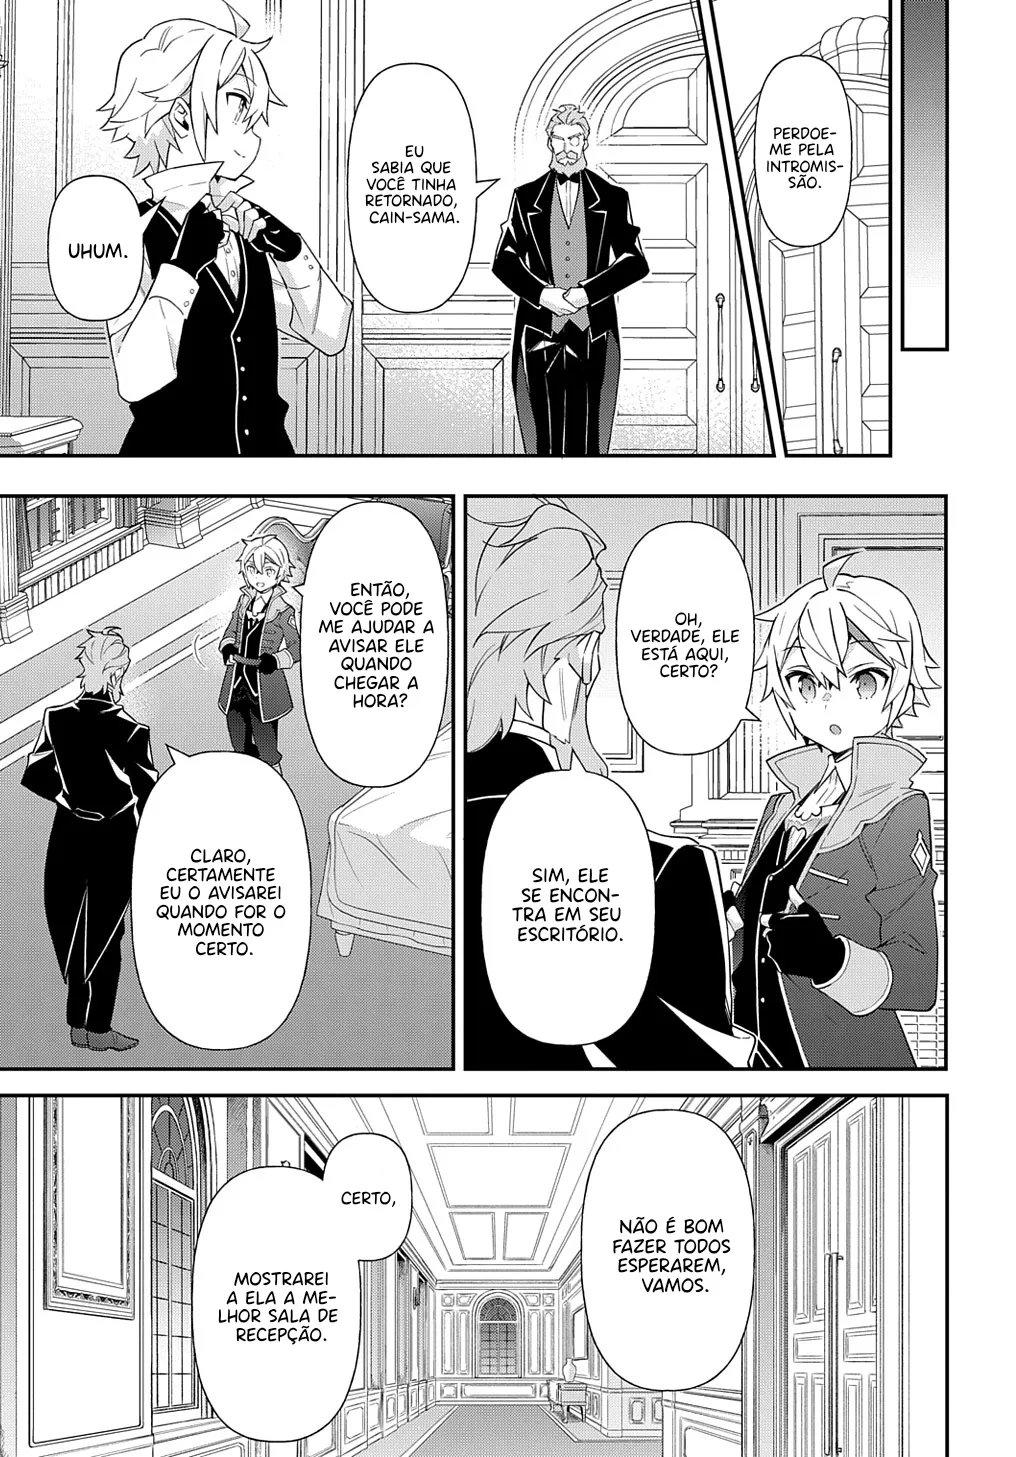 PERDOE-
ME PELA
INTROMIS-
SÃO.
EU
SABIA QUE
VOCÊ TINHA
RETORNADO,
CAIN-SAMA.
UHUM.
OH,
VERDADE, ELE
ESTÁ AQUI,
CERTO?
SIM, ELE
SE ENCON-
TRA EM SEU
ESCRITÓRIO.
ENTÃO,
VOCÊ PODE
ME AJUDAR A
AVISAR ELE
QUANDO
CHEGAR A
HORA?
CLARO,
CERTAMENTE
EU O AVISAREI
QUANDO FOR O
MOMENTO
CERTO.
NÃO É BOM
FAZER TODOS
ESPERAREM,
VAMOS.
CERTO,
MOSTRAREI
A ELA A ME-
LHOR SALA DE
RECEPÇÃO.